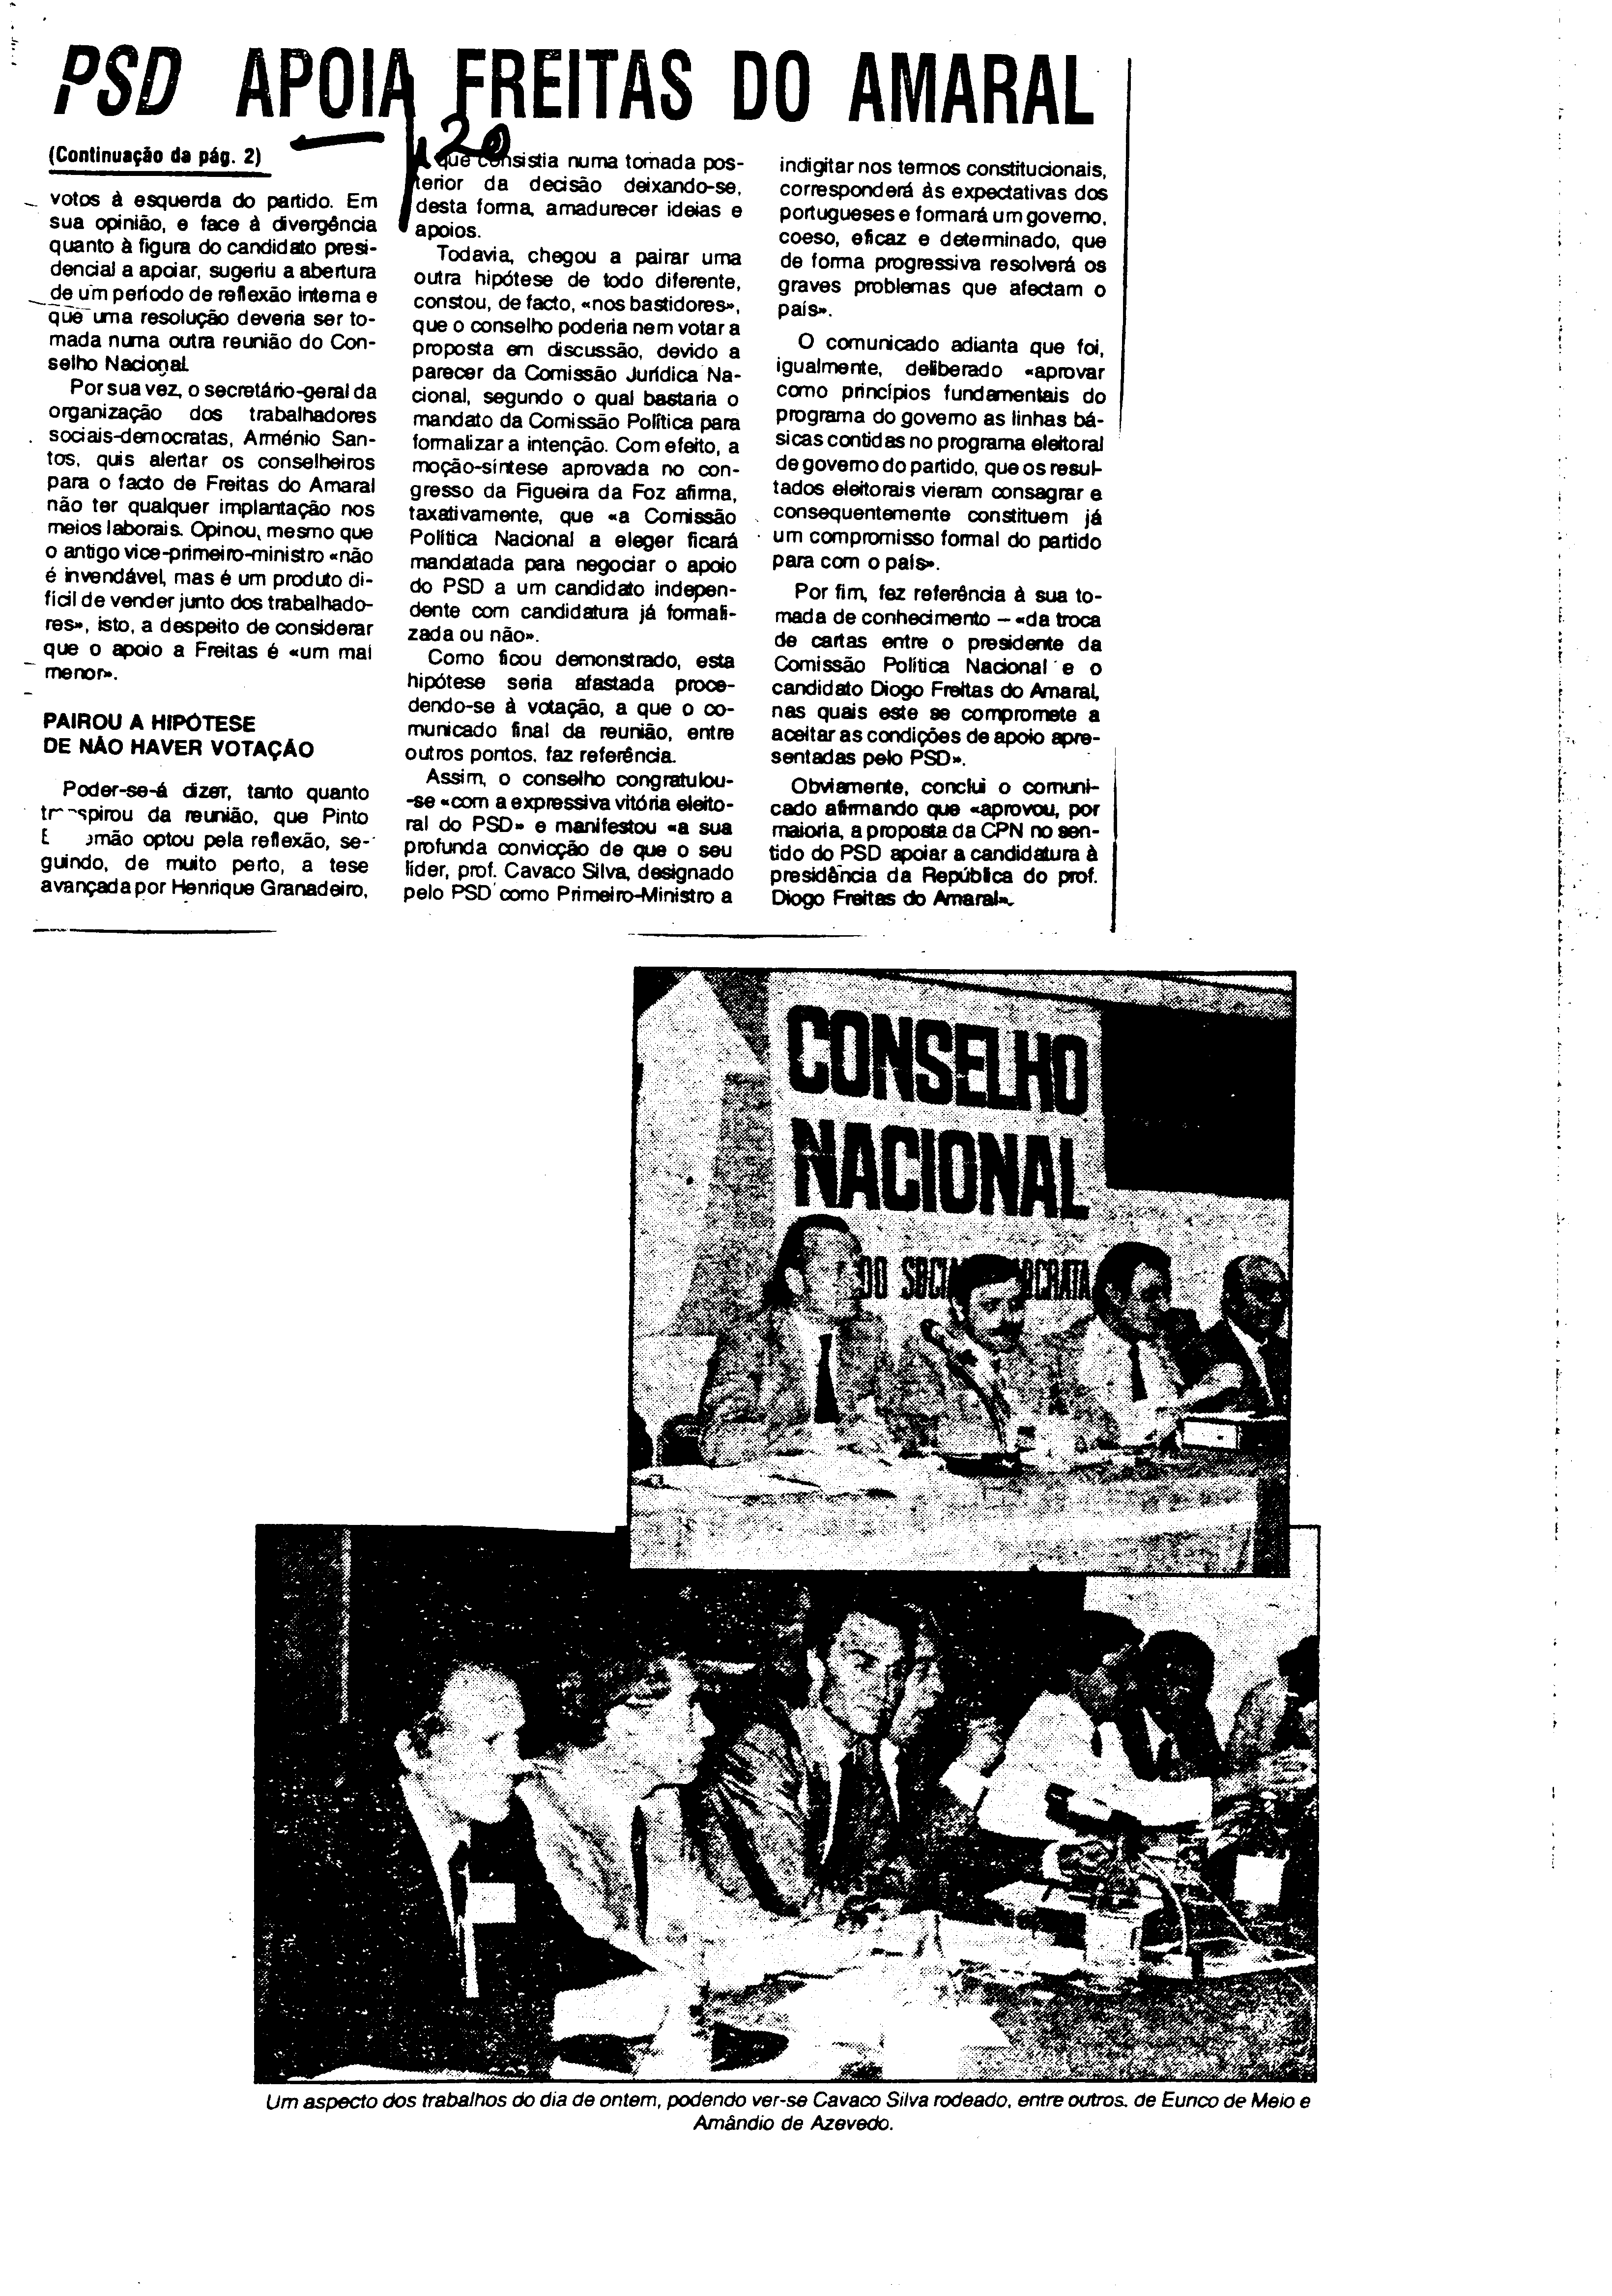 PSD APOIA FREITAS DO AMARAL
120
(Continuação da pág. 2)
votos à esquerda do partido. Em
sua opinião, e face à divergência
quanto à figura do candidato presi-
dencial a apoiar, sugeriu a abertura
de um período de reflexão interna e
que uma resolução deveria ser to-
mada numa outra reunião do Con-
selho Nacional.
Por sua vez, o secretário-geral da
organização dos trabalhadores
sociais-democratas, Arménio San-
tos, quis alertar os conselheiros
para o facto de Freitas do Amaral
não ter qualquer implantação nos
meios laborais. Opinou, mesmo que
o antigo vice-primeiro-ministro «não
é invendável, mas é um produto di-
fícil de vender junto dos trabalhado-
res», isto, a despeito de considerar
que o apoio a Freitas é «um mal
menor».
PAIROU A HIPÓTESE
DE NÃO HAVER VOTAÇÃO
Poder-se-á dizer, tanto quanto
tr spirou da reunião, que Pinto
B omão optou pela reflexão, se-
guindo, de muito perto, a tese
avançada por Henrique Granadeiro,
que consistia numa tomada pos-
terior da decisão deixando-se,
desta forma, amadurecer ideias e
apoios.
Todavia, chegou a pairar uma
outra hipótese de todo diferente,
constou, de facto, «nos bastidores»,
que o conselho poderia nem votar a
proposta em discussão, devido a
parecer da Comissão Jurídica Na-
cional, segundo o qual bastaria o
mandato da Comissão Política para
formalizar a intenção. Com efeito, a
moção-síntese aprovada no con-
gresso da Figueira da Foz afirma,
taxativamente, que «a Comissão
Política Nacional a eleger ficará
mandatada para negociar o apoio
do PSD a um candidato indepen-
dente com candidatura já formali-
zada ou não».
Como ficou demonstrado, esta
hipótese seria afastada proce-
dendo-se à votação, a que o co-
municado final da reunião, entre
outros pontos, faz referência.
Assim, o conselho congratulou-
-se «com a expressiva vitória eleito-
ral do PSD» e manifestou «a sua
profunda convicção de que o seu
líder, prof. Cavaco Silva, designado
pelo PSD como Primeiro-Ministro a
indigitar nos termos constitucionais,
corresponderá às expectativas dos
portugueses e formará um governo,
coeso, eficaz e determinado, que
de forma progressiva resolverá os
graves problemas que afectam o
país».
O comunicado adianta que foi,
igualmente, deliberado «aprovar
como princípios fundamentais do
programa do governo as linhas bá-
sicas contidas no programa eleitoral
de governo do partido, que os resul-
tados eleitorais vieram consagrar e
consequentemente constituem já
um compromisso formal do partido
para com o país».
Por fim, fez referência à sua to-
mada de conhecimento — «da troca
de cartas entre o presidente da
Comissão Política Nacional e o
candidato Diogo Freitas do Amaral,
nas quais este se compromete a
aceitar as condições de apoio apre-
sentadas pelo PSD».
Obviamente, conclui o comuni-
cado afirmando que «aprovou, por
maioria, a proposta da CPN no sen-
tido do PSD apoiar a candidatura à
presidência da República do prof.
Diogo Freitas do Amaral».
CONSELHO
NACIONAL
DO SOCIA OCRATA
Um aspecto dos trabalhos do dia de ontem, podendo ver-se Cavaco Silva rodeado, entre outros, de Eurico de Melo e
Amândio de Azevedo.